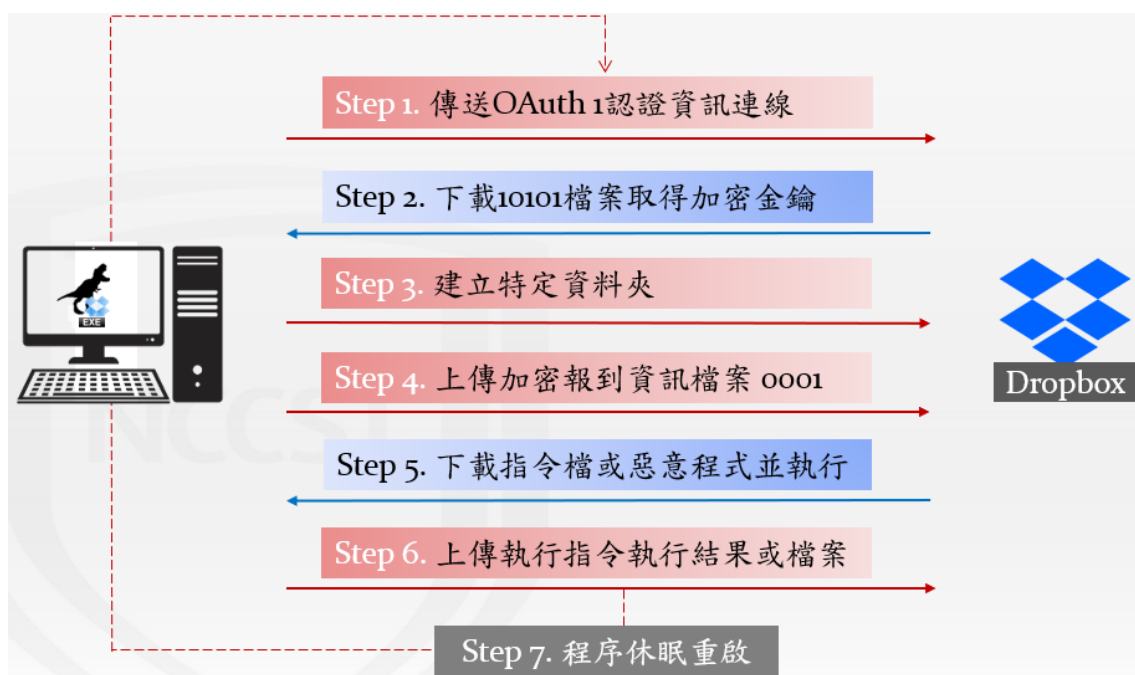 Step 1. 傳送OAuth 1認證資訊連線
Step 2. 下載10101檔案取得加密金鑰
Step 3. 建立特定資料夾
EXE
Step 4. 上傳加密報到資訊檔案 0001
Dropbox
NCCST
Step 5. 下載指令檔或惡意程式並執行
Step 6. 上傳執行指令執行結果或檔案
Step 7. 程序休眠重啟